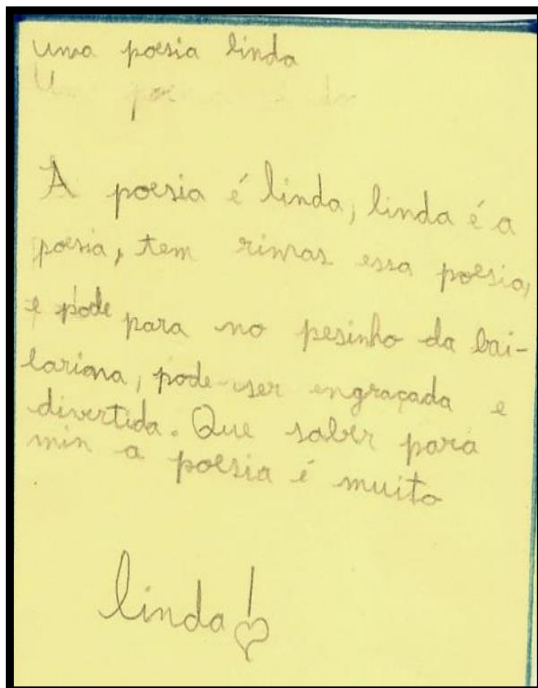 uma poesia linda
U
A poesia é linda, linda é a
poesia, tem rimas essa poesia,
e pode para no pesinho da bai-
lariana, pode ser engraçada e
divertida. Que saber para
min a poesia é muito
linda!